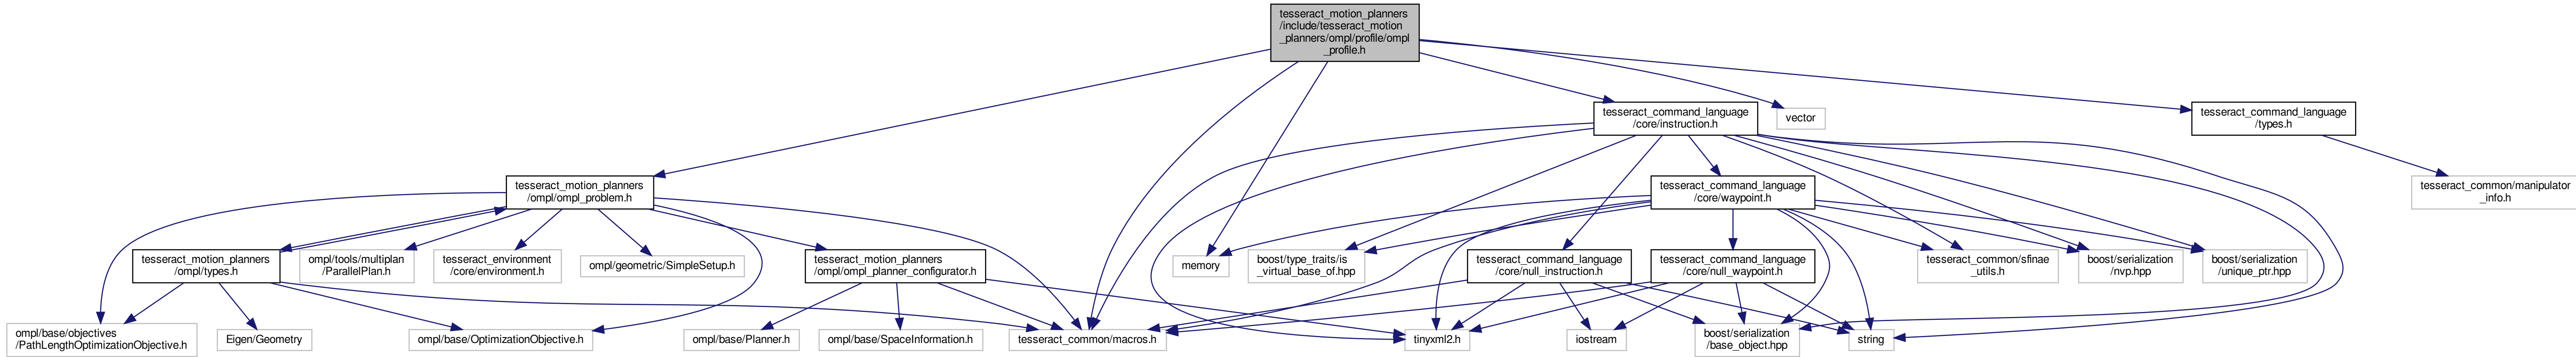 tesseract_motion_planners
/include/tesseract_motion
_planners/ompl/profile/ompl
_profile.h
tesseract_command_language
/core/instruction.h
vector
tesseract_command_language
/types.h
tesseract_motion_planners
/ompl/ompl_problem.h
tesseract_command_language
/core/waypoint.h
tesseract_common/manipulator
_info.h
tesseract_motion_planners
/ompl/types.h
ompl/tools/multiplan
/ParallelPlan.h
tesseract_environment
/core/environment.h
ompl/geometric/SimpleSetup.h
tesseract_motion_planners
/ompl/ompl_planner_configurator.h
memory
boost/type_traits/is
_virtual_base_of.hpp
tesseract_command_language
/core/null_instruction.h
tesseract_command_language
/core/null_waypoint.h
tesseract_common/sfinae
_utils.h
boost/serialization
/nvp.hpp
boost/serialization
/unique_ptr.hpp
ompl/base/objectives
/PathLengthOptimizationObjective.h
Eigen/Geometry
ompl/base/OptimizationObjective.h
ompl/base/Planner.h
ompl/base/SpaceInformation.h
tesseract_common/macros.h
tinyxml2.h
iostream
boost/serialization
/base_object.hpp
string